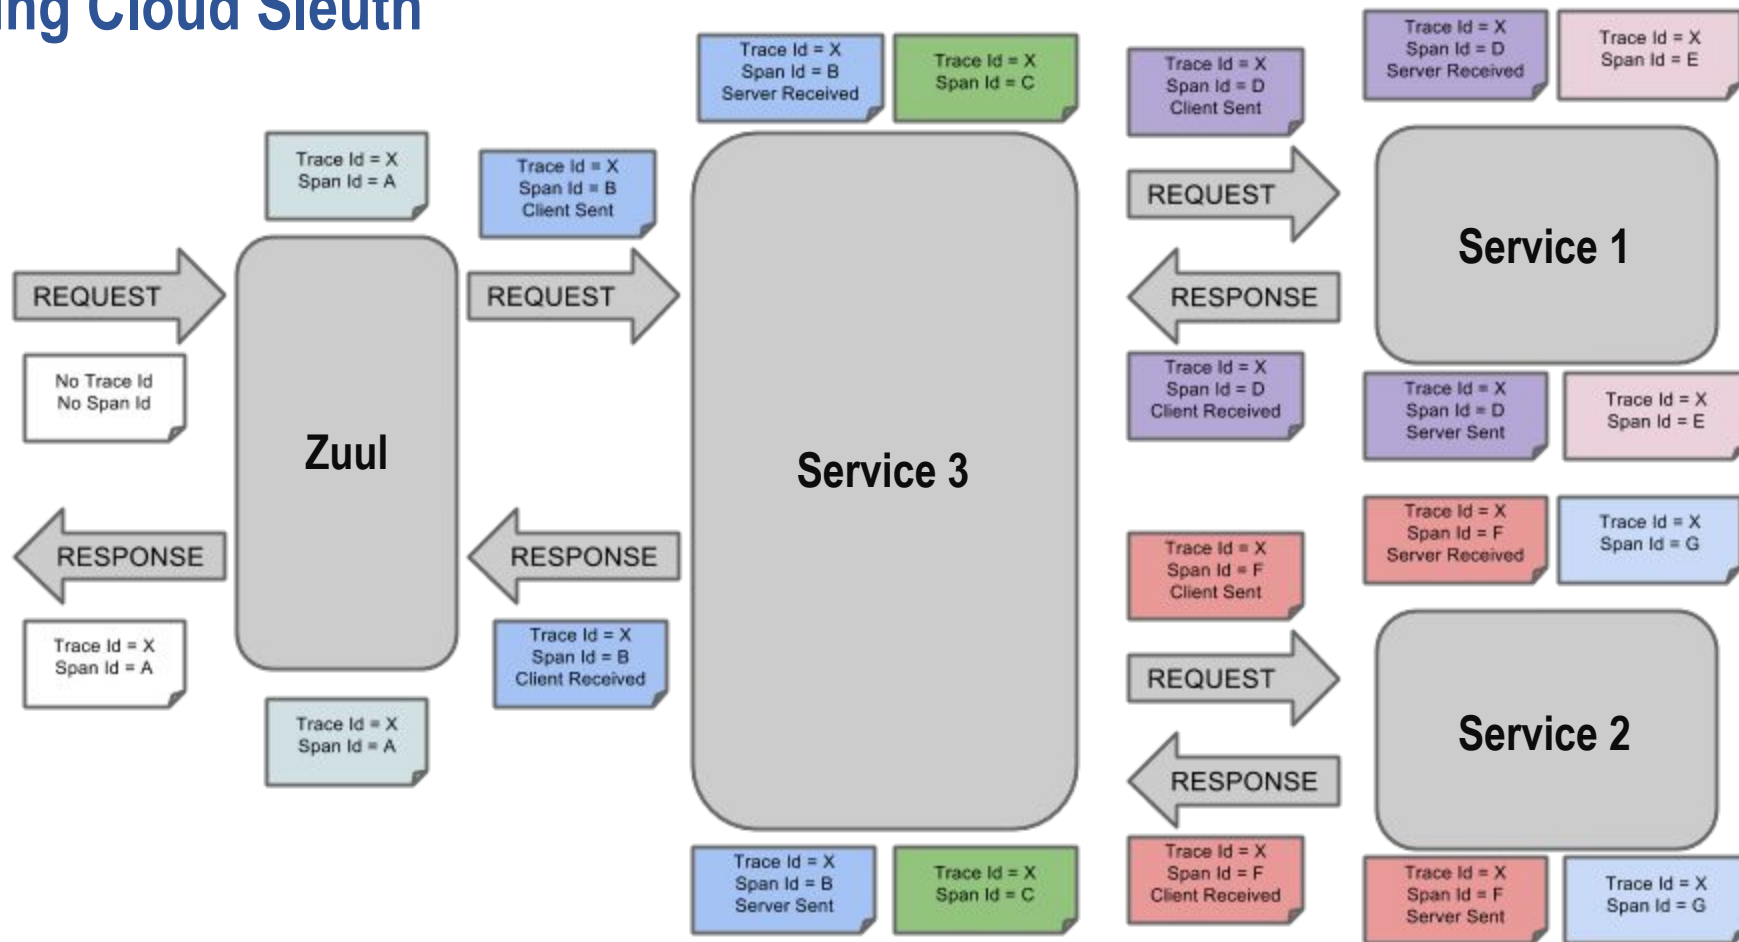 ing Cloud Sleuth
Trace Id = X
Span Id = B
Server Received
Trace Id = X
Span Id = C
Trace Id = X
Span Id = D
Client Sent
Trace Id = X
Span Id = D
Server Received
Trace Id = X
Span Id = E
Trace Id = X
Span Id = A
Trace Id = X
Span Id = B
Client Sent
REQUEST
REQUEST
REQUEST
RESPONSE
Service 1
No Trace Id
No Span Id
Zuul
Service 3
Trace Id = X
Span Id = D
Client Received
Trace Id = X
Span Id = D
Server Sent
Trace Id = X
Span Id = E
RESPONSE
RESPONSE
Trace Id = X
Span Id = F
Client Sent
Trace Id = X
Span Id = F
Server Received
Trace Id = X
Span Id = G
Trace Id = X
Span Id = A
Trace Id = X
Span Id = B
Client Received
REQUEST
RESPONSE
Service 2
Trace Id = X
Span Id = A
Trace Id = X
Span Id = B
Server Sent
Trace Id = X
Span Id = C
Trace Id = X
Span Id = F
Client Received
Trace Id = X
Span Id = F
Server Sent
Trace Id = X
Span Id = G